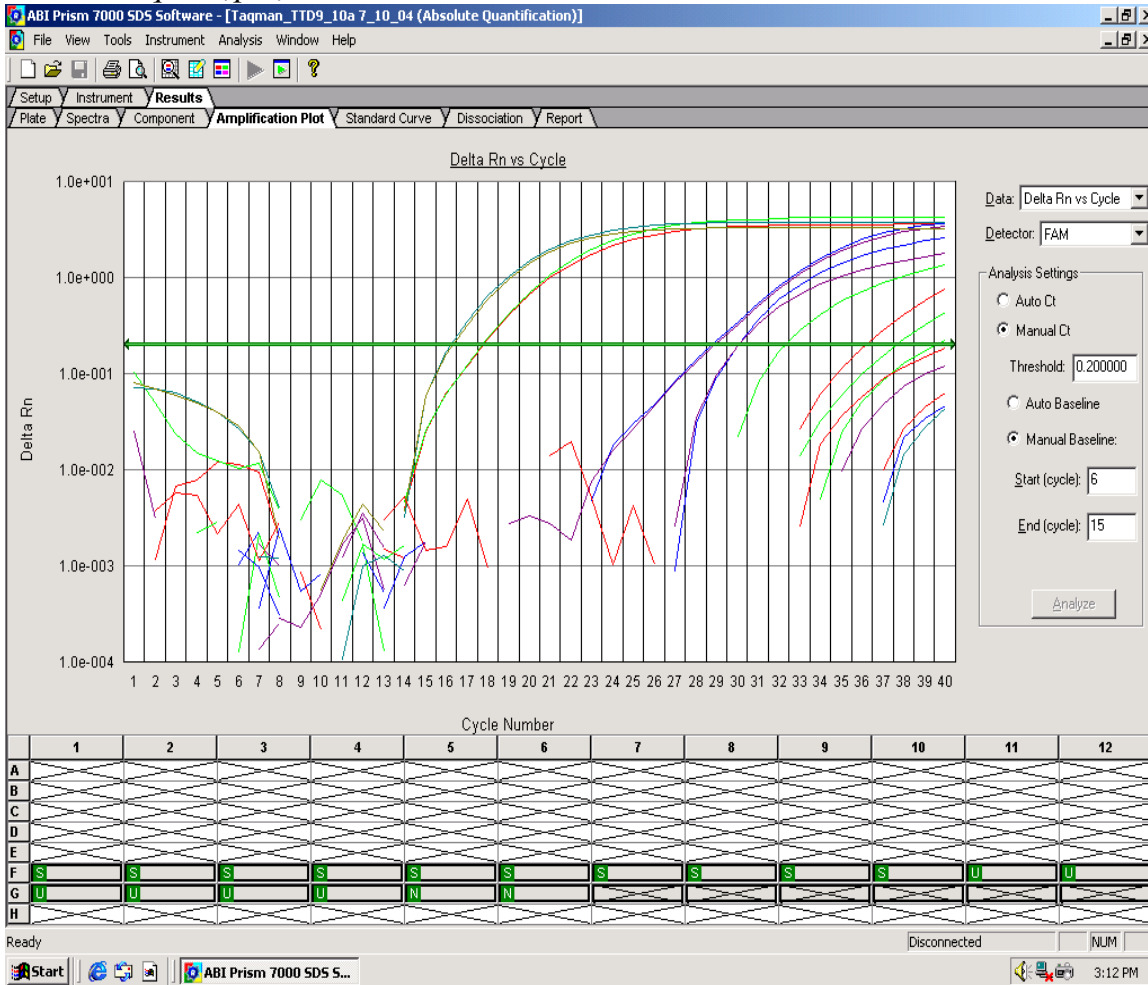 ABI Prism 7000 SDS Software - [Taqman_TTD9_10a 7_10_04 (Absolute Quantification)]
File View Tools Instrument Analysis Window Help
Setup Instrument Results
Plate Spectra Component Amplification Plot Standard Curve Dissociation Report
Delta Rn vs Cycle
1.0e+001
1.0e+000
1.0e-001
1.0e-002
1.0e-003
1.0e-004
Delta Rn
1 2 3 4 5 6 7 8 9 10 11 12 13 14 15 16 17 18 19 20 21 22 23 24 25 26 27 28 29 30 31 32 33 34 35 36 37 38 39 40
Cycle Number
Data: Delta Rn vs Cycle
Detector: FAM
Analysis Settings
Auto Ct
Manual Ct
Threshold: 0.200000
Auto Baseline
Manual Baseline:
Start (cycle): 6
End (cycle): 15
Analyze
1 2 3 4 5 6 7 8 9 10 11 12
A
B
C
D
E
F S S S S S S S S S S U U
G U U U U N N
H
Ready Disconnected NUM
Start ABI Prism 7000 SDS S... 3:12 PM